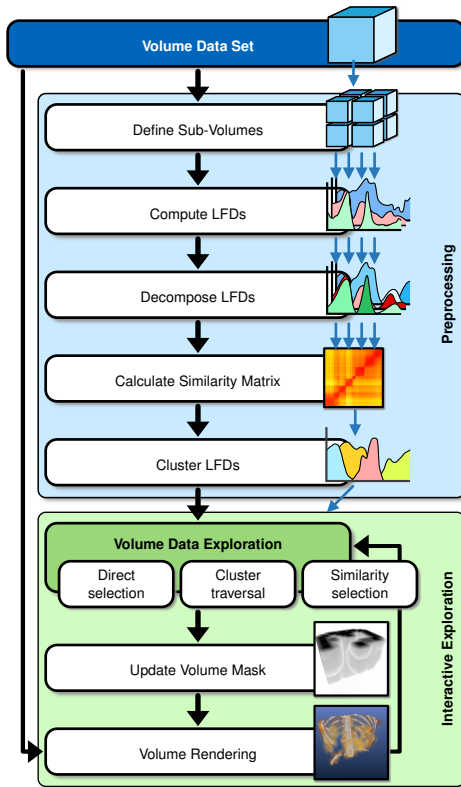 Volume Data Set
Define Sub-Volumes
Compute LFDs
Decompose LFDs
Calculate Similarity Matrix
Cluster LFDs
Preprocessing
Volume Data Exploration
Direct
selection
Cluster
traversal
Similarity
selection
Update Volume Mask
Volume Rendering
Interactive Exploration